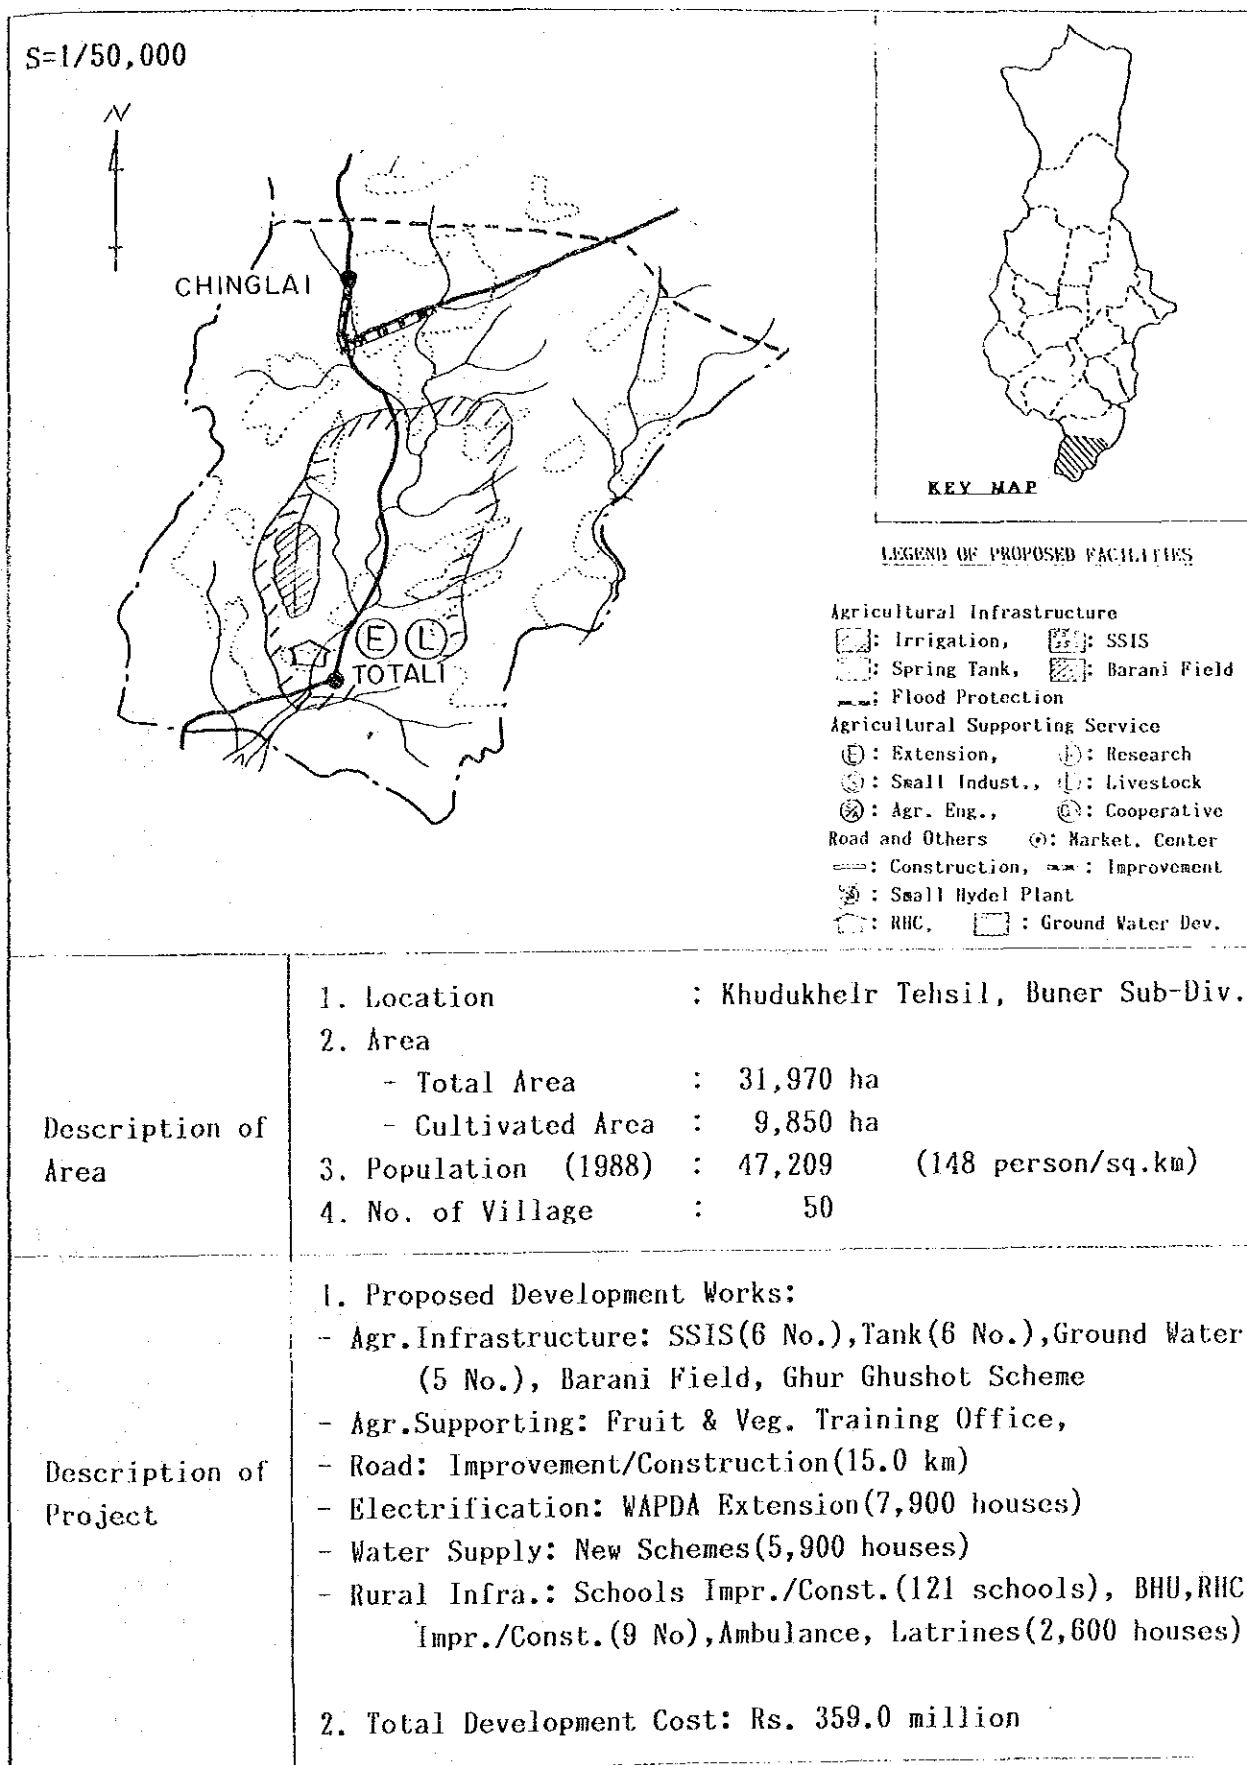 S=1/50,000
N
CHINGLAI
E L
TOTALI
KEY MAP
LEGEND OF PROPOSED FACILITIES
Agricultural Infrastructure
: Irrigation, : SSIS
: Spring Tank, : Barani Field
: Flood Protection
Agricultural Supporting Service
E : Extension, : Research
S : Small Indust., L : Livestock
: Agr. Eng., C : Cooperative
Road and Others : Market. Center
: Construction, : Improvement
: Small Hydel Plant
: RHC, : Ground Water Dev.
Description of
Area
1. Location : Khudukhelr Tehsil, Buner Sub-Div.
2. Area
- Total Area : 31,970 ha
- Cultivated Area : 9,850 ha
3. Population (1988) : 47,209 (148 person/sq.km)
4. No. of Village : 50
Description of
Project
1. Proposed Development Works:
- Agr.Infrastructure: SSIS(6 No.),Tank(6 No.),Ground Water
(5 No.), Barani Field, Ghur Ghushot Scheme
- Agr.Supporting: Fruit & Veg. Training Office,
- Road: Improvement/Construction(15.0 km)
- Electrification: WAPDA Extension(7,900 houses)
- Water Supply: New Schemes(5,900 houses)
- Rural Infra.: Schools Impr./Const.(121 schools), BHU,RHC
Impr./Const.(9 No),Ambulance, Latrines(2,600 houses)
2. Total Development Cost: Rs. 359.0 million